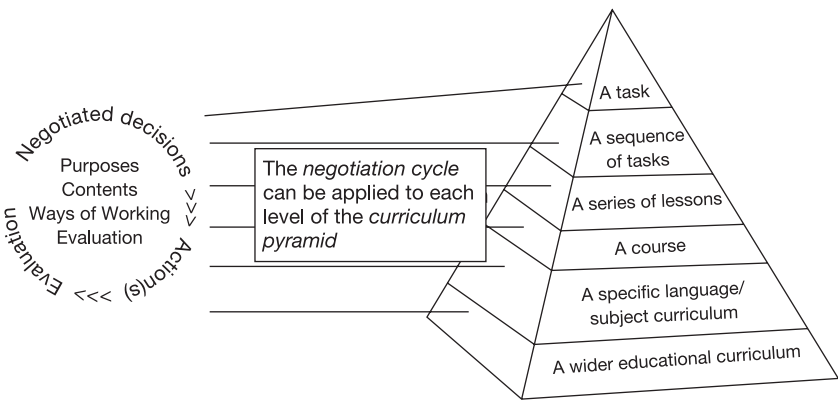 Negotiated decisions >>>
Action(s) >>>
Evaluation
Purposes
Contents
Ways of Working
Evaluation
The negotiation cycle
can be applied to each
level of the curriculum
pyramid
A task
A sequence
of tasks
A series of lessons
A course
A specific language/
subject curriculum
A wider educational curriculum